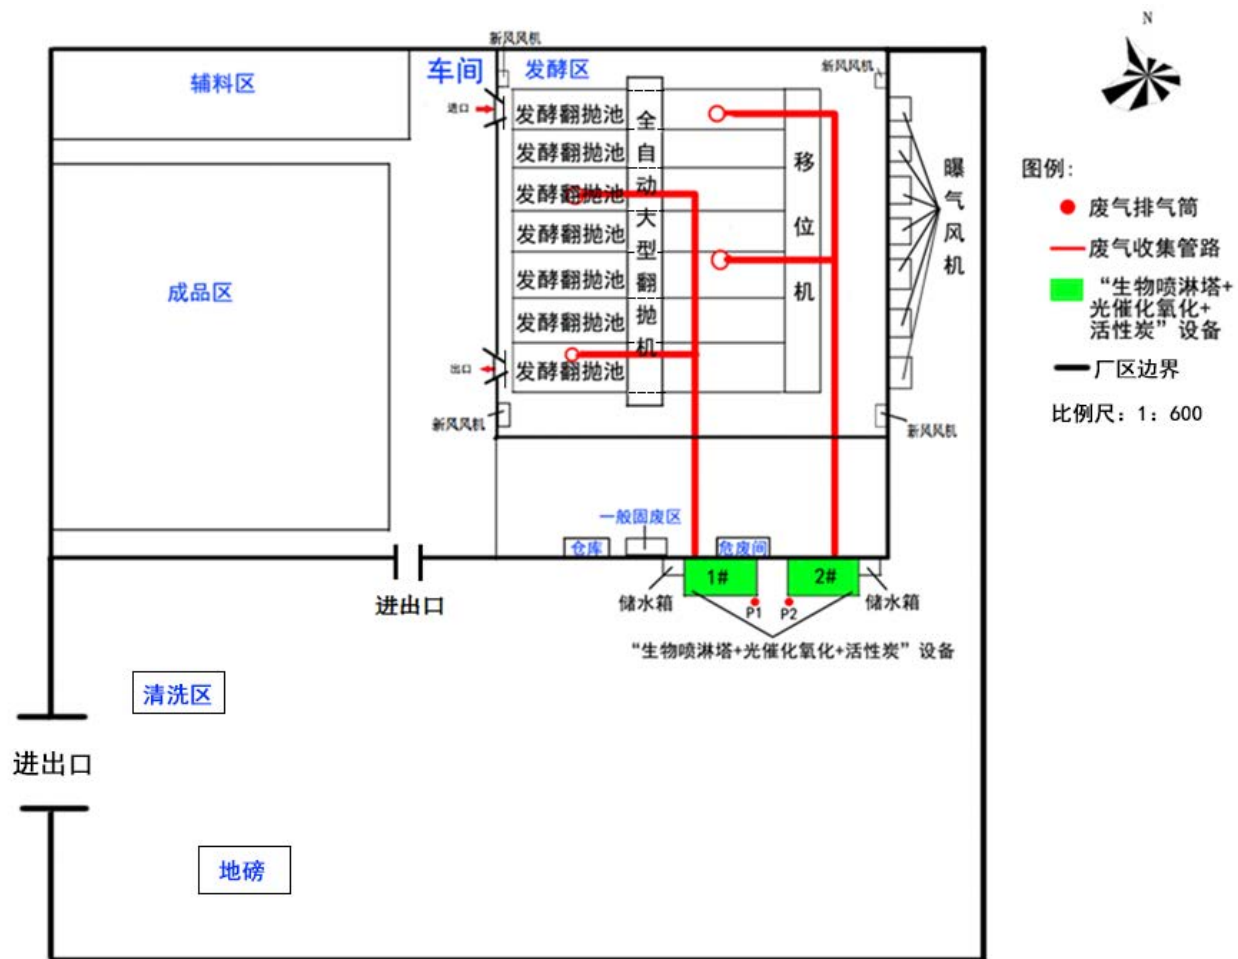 N
新风风机
辅料区
车间
发酵区
新风风机
进口
发酵翻抛池
发酵翻抛池
发酵翻抛池
发酵翻抛池
发酵翻抛池
发酵翻抛池
发酵翻抛池
全自动大型翻抛机
移位机
曝气风机
成品区
出口
新风风机
新风风机
图例:
废气排气筒
废气收集管路
“生物喷淋塔+
光催化氧化+
活性炭”设备
厂区边界
比例尺：1：600
一般固废区
仓库
危废间
1#
2#
进出口
储水箱
P1
P2
储水箱
“生物喷淋塔+光催化氧化+活性炭”设备
清洗区
进出口
地磅